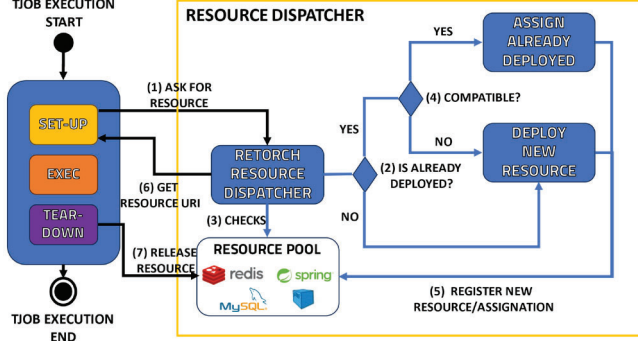 TJOB EXECUTION
START
RESOURCE DISPATCHER
(1) ASK FOR
RESOURCE
SET-UP
EXEC
TEAR-
DOWN
(6) GET
RESOURCE URI
(7) RELEASE
RESOURCE
TJOB EXECUTION
END
RETORCH
RESOURCE
DISPATCHER
(3) CHECKS
RESOURCE POOL
redis
spring
MySQL
YES
(2) IS ALREADY
DEPLOYED?
NO
YES
(4) COMPATIBLE?
NO
ASSIGN
ALREADY
DEPLOYED
DEPLOY
NEW
RESOURCE
(5) REGISTER NEW
RESOURCE/ASSIGNATION